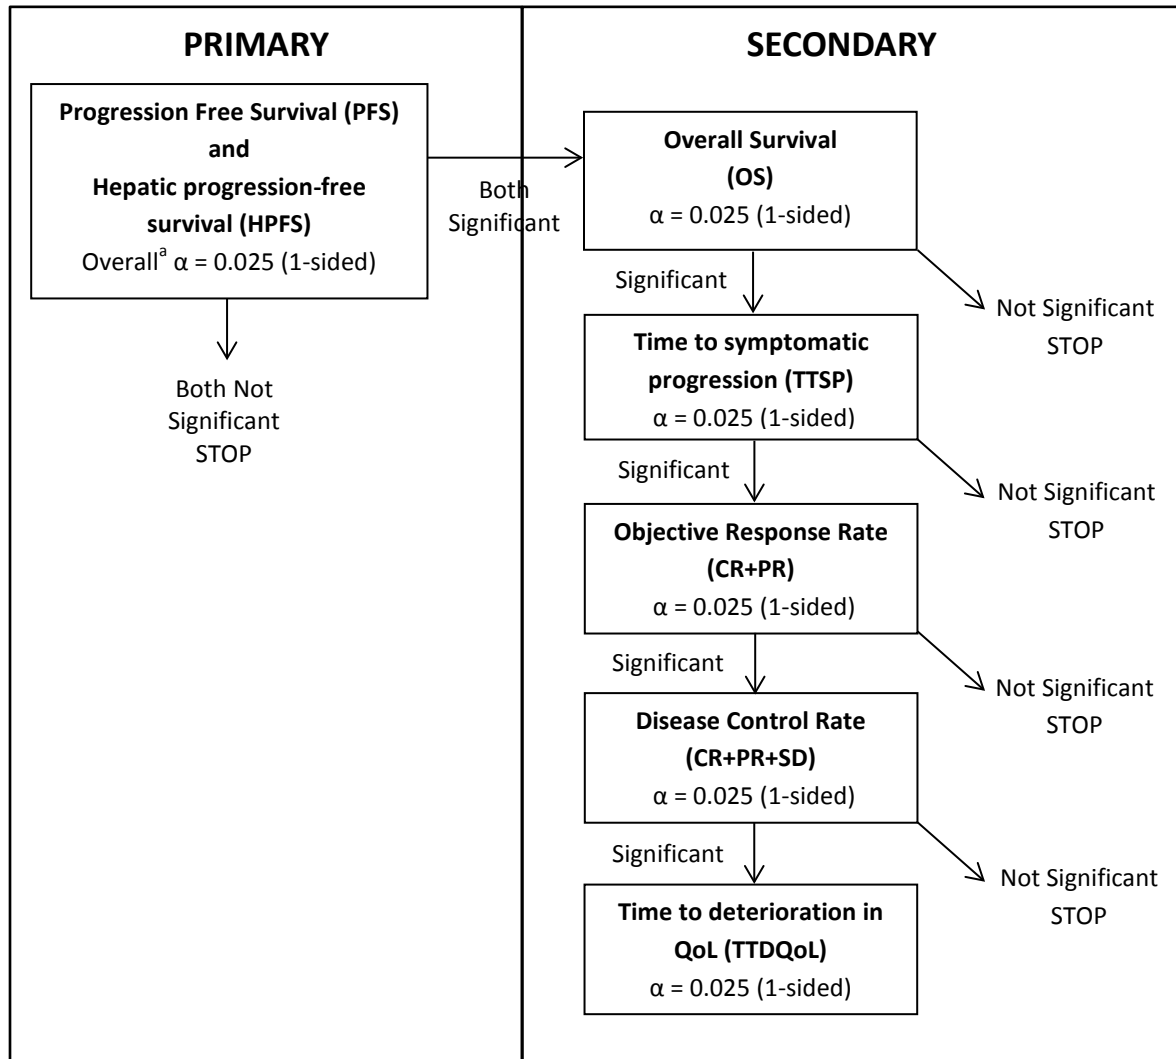 PRIMARY
Progression Free Survival (PFS)
and
Hepatic progression-free
survival (HPFS)
Overallᵃ α = 0.025 (1-sided)
Both
Significant
Both Not
Significant
STOP
SECONDARY
Overall Survival
(OS)
α = 0.025 (1-sided)
Significant
Not Significant
STOP
Time to symptomatic
progression (TTSP)
α = 0.025 (1-sided)
Significant
Not Significant
STOP
Objective Response Rate
(CR+PR)
α = 0.025 (1-sided)
Significant
Not Significant
STOP
Disease Control Rate
(CR+PR+SD)
α = 0.025 (1-sided)
Significant
Not Significant
STOP
Time to deterioration in
QoL (TTDQoL)
α = 0.025 (1-sided)